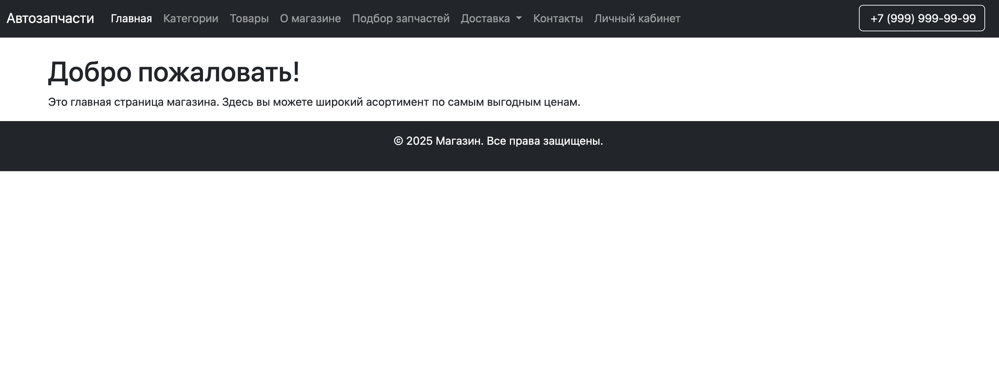 Автозапчасти Главная Категории Товары О магазине Подбор запчастей Доставка Контакты Личный кабинет +7 (999) 999-99-99
Добро пожаловать!
Это главная страница магазина. Здесь вы можете широкий асортимент по самым выгодным ценам.
© 2025 Магазин. Все права защищены.